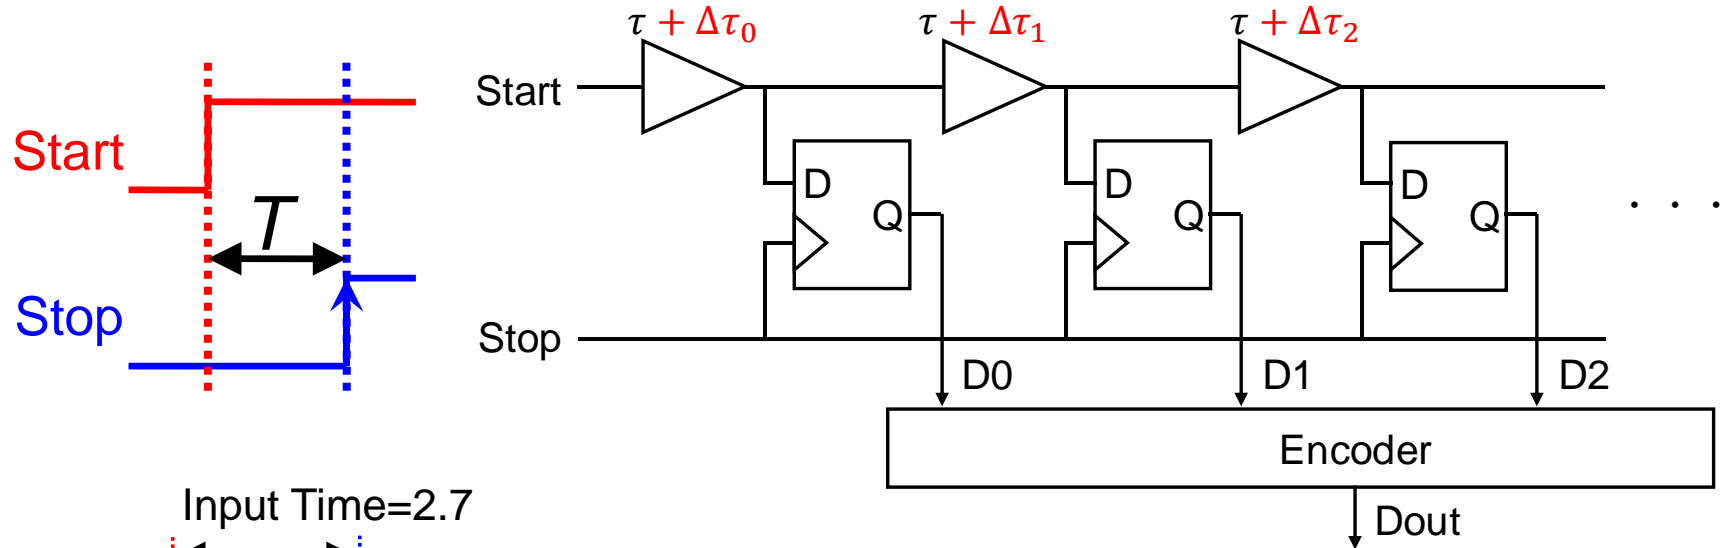 τ + Δτ₀
τ + Δτ₁
τ + Δτ₂
Start
Start
T
D
Q
D
Q
D
Q
. . .
Stop
Stop
D0
D1
D2
Encoder
Input Time=2.7
Dout